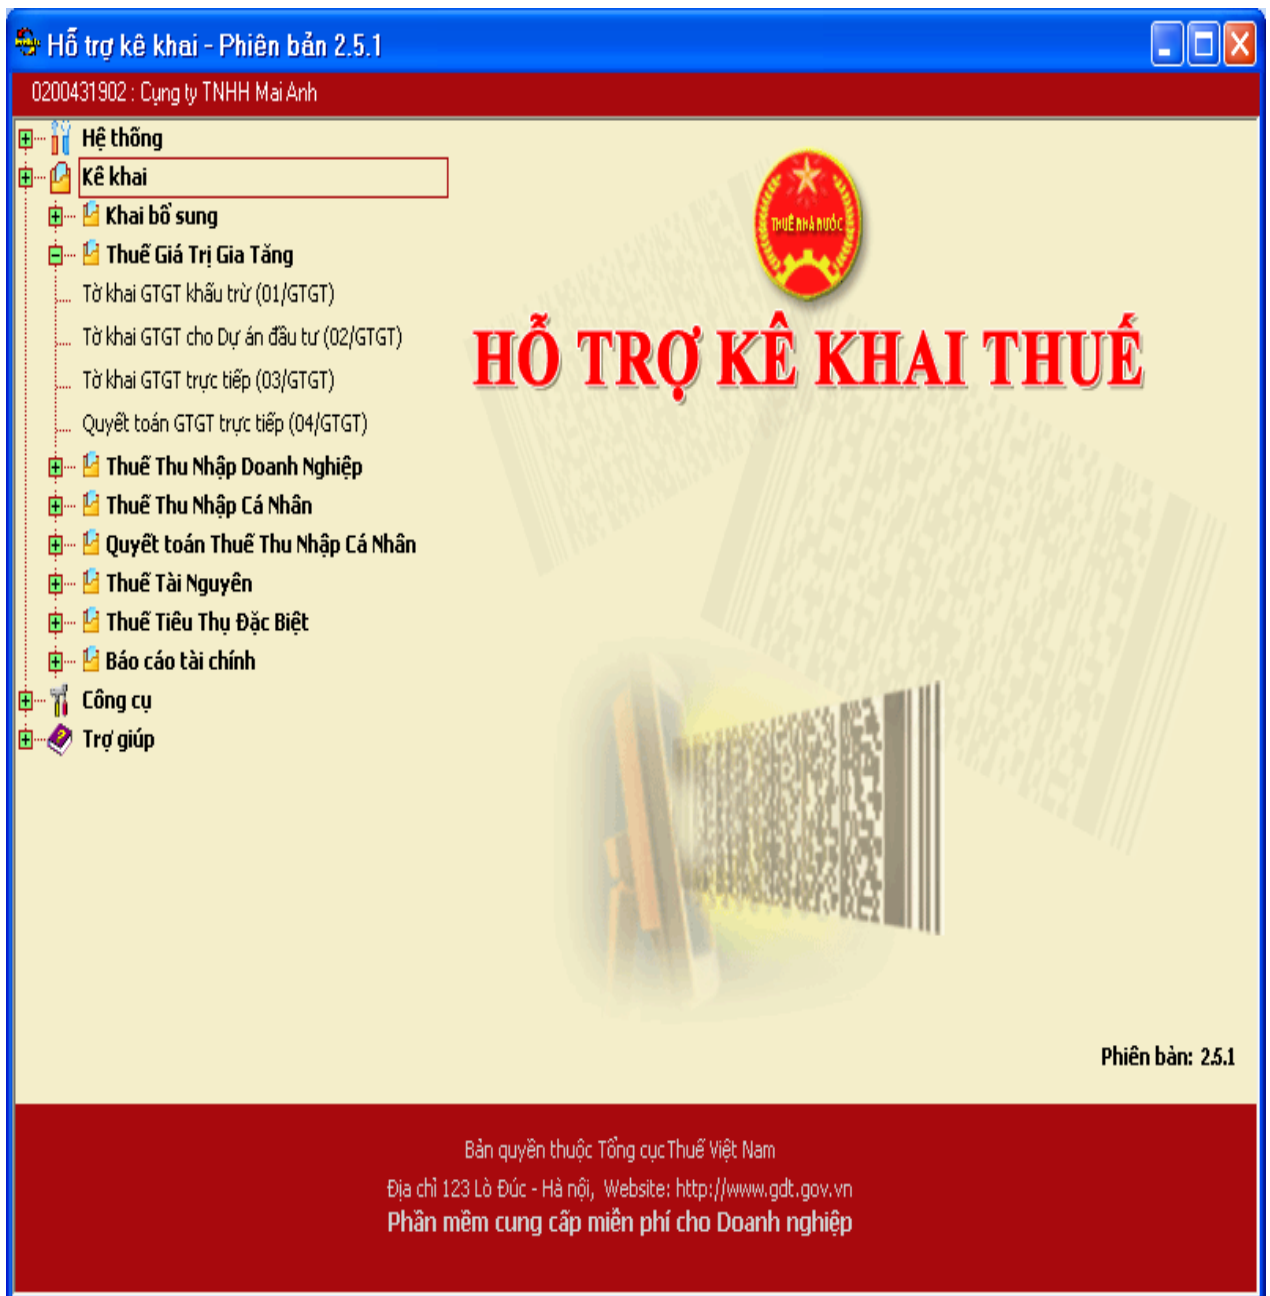 Hỗ trợ kê khai - Phiên bản 2.5.1
0200431902 : Cụng ty TNHH Mai Anh
Hệ thống
Kê khai
Khai bổ sung
Thuế Giá Trị Gia Tăng
Tờ khai GTGT khấu trừ (01/GTGT)
Tờ khai GTGT cho Dự án đầu tư (02/GTGT)
Tờ khai GTGT trực tiếp (03/GTGT)
Quyết toán GTGT trực tiếp (04/GTGT)
Thuế Thu Nhập Doanh Nghiệp
Thuế Thu Nhập Cá Nhân
Quyết toán Thuế Thu Nhập Cá Nhân
Thuế Tài Nguyên
Thuế Tiêu Thụ Đặc Biệt
Báo cáo tài chính
Công cụ
Trợ giúp
THUẾ NHÀ NƯỚC
HỖ TRỢ KÊ KHAI THUẾ
Phiên bản: 2.5.1
Bản quyền thuộc Tổng cục Thuế Việt Nam
Địa chỉ 123 Lò Đúc - Hà nội, Website: http://www.gdt.gov.vn
Phần mềm cung cấp miễn phí cho Doanh nghiệp